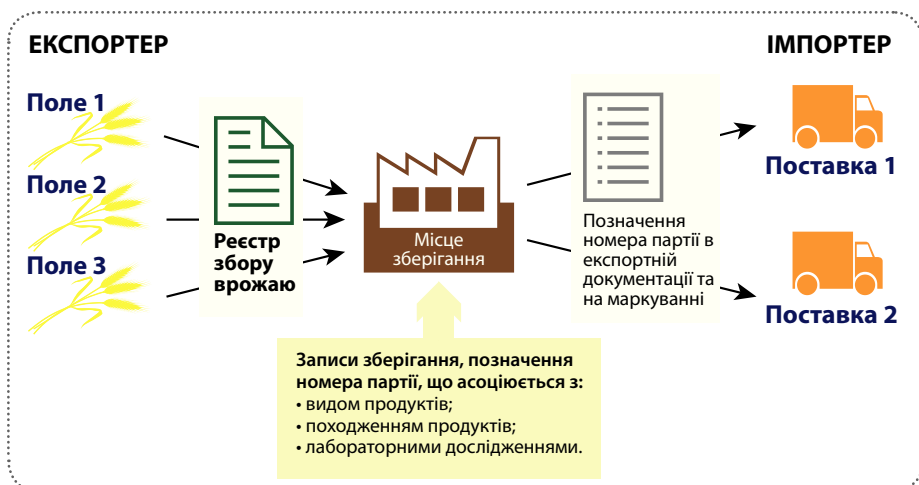 ЕКСПОРТЕР
ІМПОРТЕР
Поле 1
Поле 2
Поле 3
Реєстр
збору
врожаю
Місце
зберігання
Позначення
номера партії в
експортній
документації та
на маркуванні
Поставка 1
Поставка 2
Записи зберігання, позначення
номера партії, що асоціюється з:
• видом продуктів;
• походженням продуктів;
• лабораторними дослідженнями.